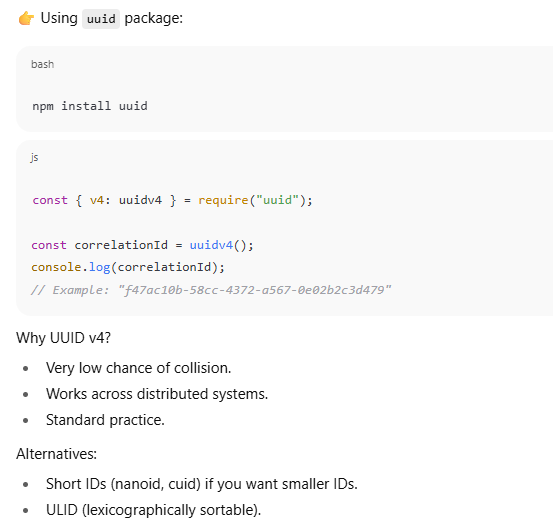 👉 Using uuid package:
bash
npm install uuid
js
const { v4: uuidv4 } = require("uuid");
const correlationId = uuidv4();
console.log(correlationId);
// Example: "f47ac10b-58cc-4372-a567-0e02b2c3d479"
Why UUID v4?
• Very low chance of collision.
• Works across distributed systems.
• Standard practice.
Alternatives:
• Short IDs (nanoid, cuid) if you want smaller IDs.
• ULID (lexicographically sortable).